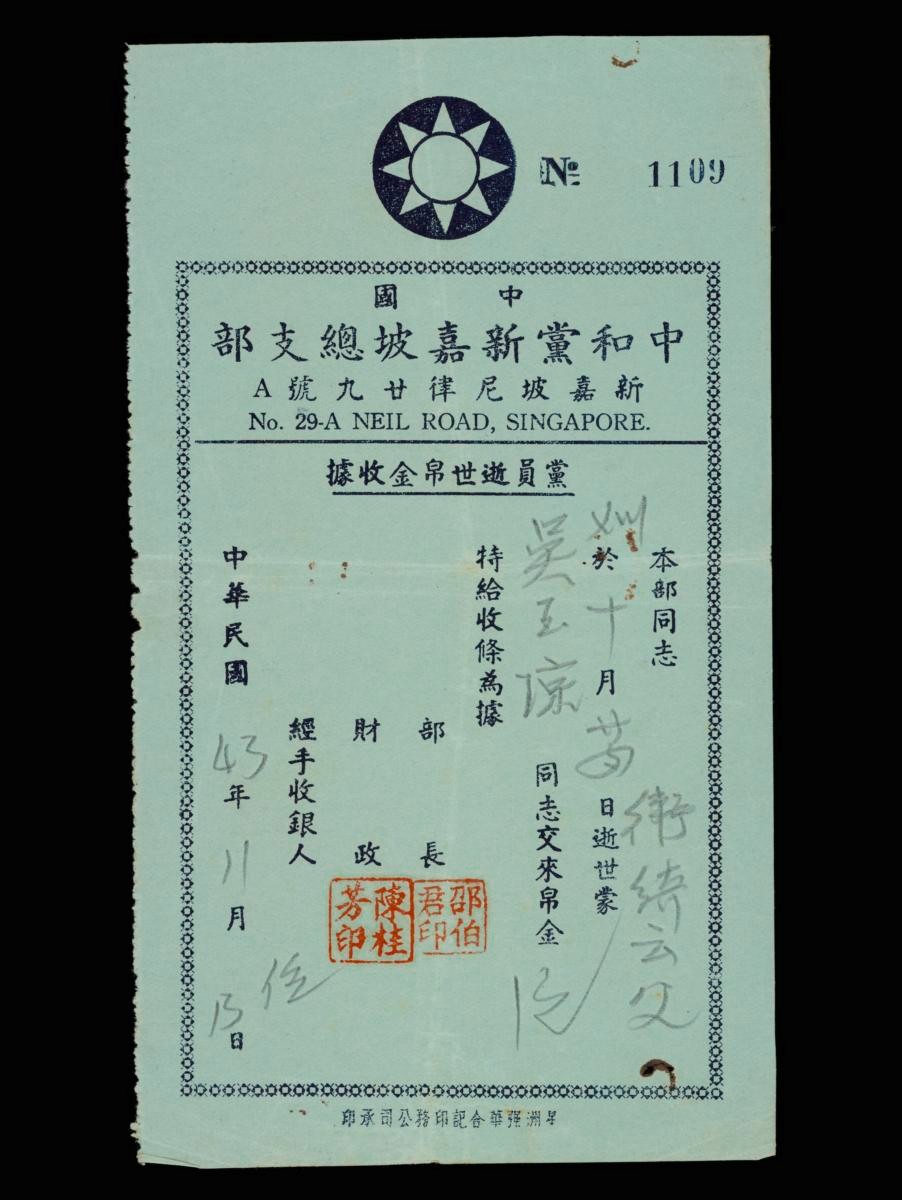 № 1109
中國
中和黨新嘉坡總支部
新嘉坡尼律廿九號A
No. 29-A NEIL ROAD, SINGAPORE.
黨員逝世帛金收據
本部同志
於十月 日逝世蒙
吳玉 同志交來帛金
特給收條為據
部長
邵伯君印
財政
陳桂芳印
經手收銀人
中華民國43年11月13日
星洲強華合記印務公司承印